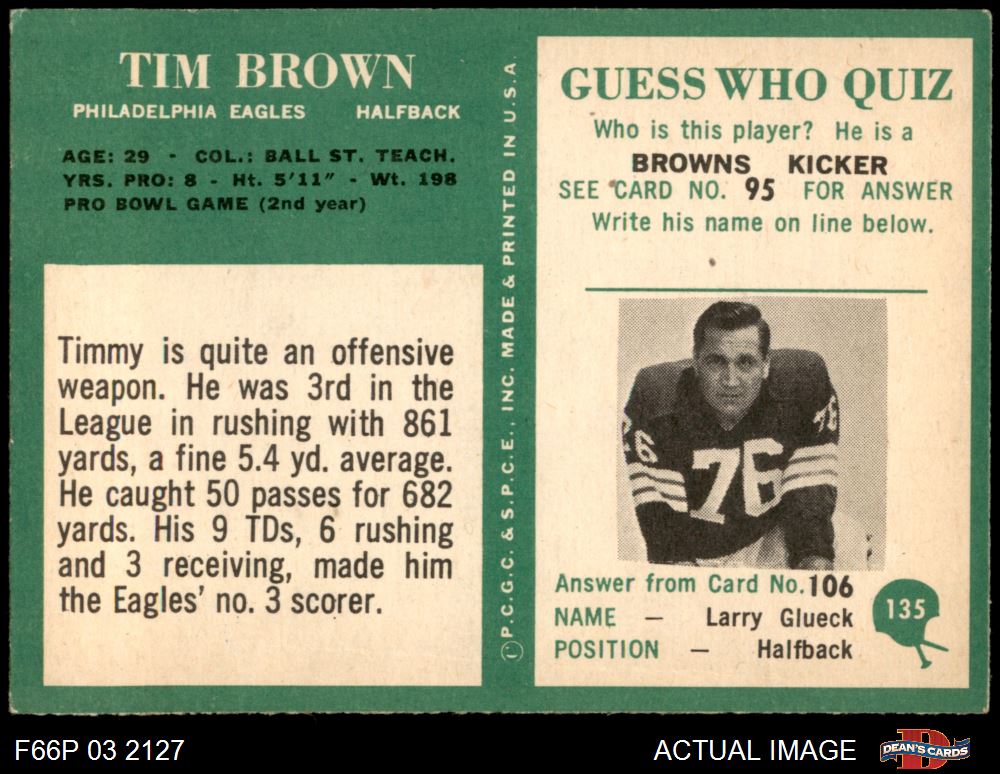 TIM BROWN
PHILADELPHIA EAGLES HALFBACK
AGE: 29 - COL.: BALL ST. TEACH.
YRS. PRO: 8 - Ht. 5'11" - Wt. 198
PRO BOWL GAME (2nd year)
Timmy is quite an offensive
weapon. He was 3rd in the
League in rushing with 861
yards, a fine 5.4 yd. average.
He caught 50 passes for 682
yards. His 9 TDs, 6 rushing
and 3 receiving, made him
the Eagles' no. 3 scorer.
© P.C.G.C. & S.P.C.E., INC. MADE & PRINTED IN U.S.A.
GUESS WHO QUIZ
Who is this player? He is a
BROWNS KICKER
SEE CARD NO. 95 FOR ANSWER
Write his name on line below.
76 76 76
Answer from Card No. 106
NAME — Larry Glueck
POSITION — Halfback
135
F66P 03 2127
ACTUAL IMAGE
DEAN'S CARDS